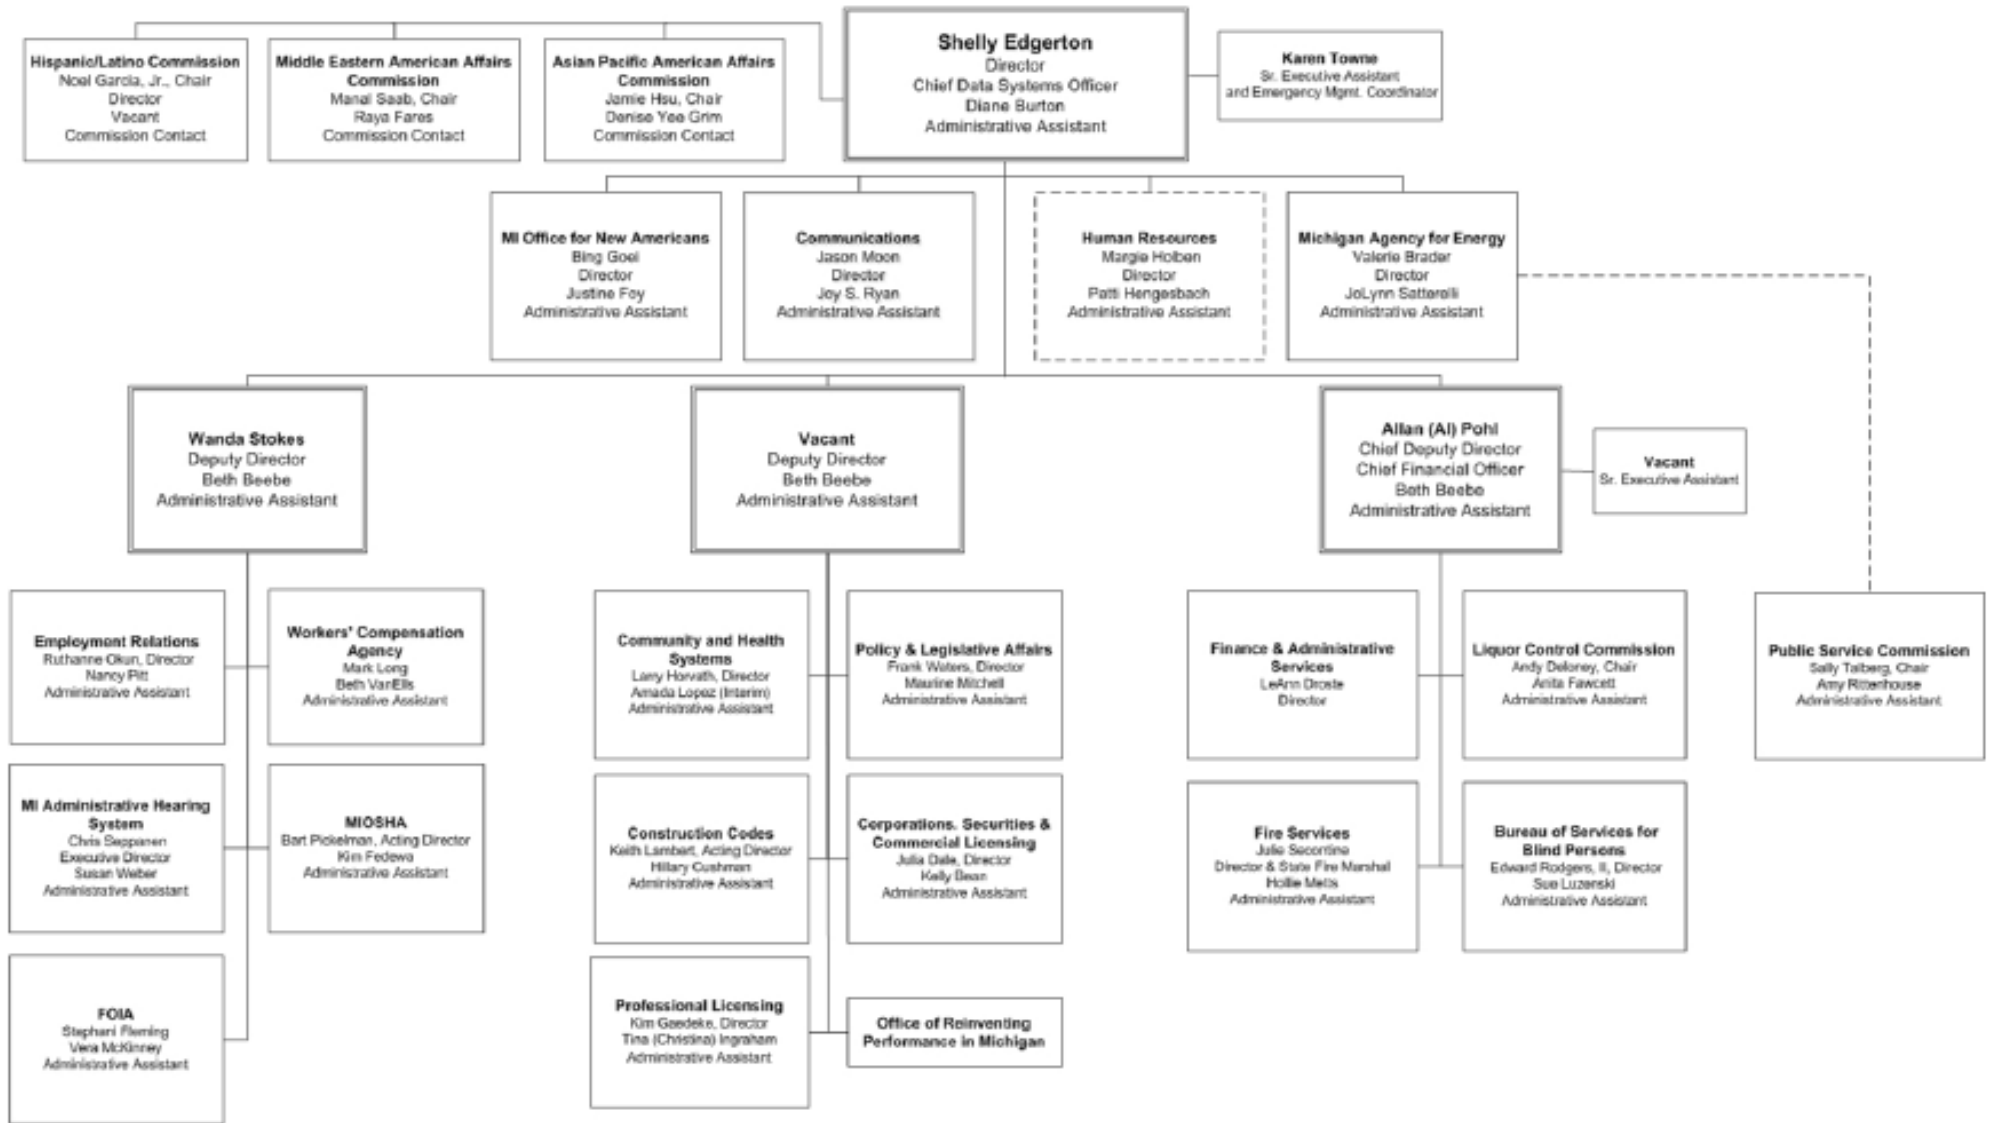 Hispanic/Latino Commission
Noel Garcia, Jr., Chair
Director
Vacant
Commission Contact
Middle Eastern American Affairs
Commission
Manal Saab, Chair
Raya Fares
Commission Contact
Asian Pacific American Affairs
Commission
Jamie Hsu, Chair
Denise Yee Grim
Commission Contact
Shelly Edgerton
Director
Chief Data Systems Officer
Diane Burton
Administrative Assistant
Karen Towne
Sr. Executive Assistant
and Emergency Mgmt. Coordinator
MI Office for New Americans
Bing Goei
Director
Justine Foy
Administrative Assistant
Communications
Jason Moon
Director
Joy S. Ryan
Administrative Assistant
Human Resources
Margie Holben
Director
Patti Hengesbach
Administrative Assistant
Michigan Agency for Energy
Valerie Brader
Director
JoLynn Satterelli
Administrative Assistant
Wanda Stokes
Deputy Director
Beth Beebe
Administrative Assistant
Vacant
Deputy Director
Beth Beebe
Administrative Assistant
Allan (Al) Pohl
Chief Deputy Director
Chief Financial Officer
Beth Beebe
Administrative Assistant
Vacant
Sr. Executive Assistant
Employment Relations
Ruthanne Okun, Director
Nancy Pitt
Administrative Assistant
Workers' Compensation
Agency
Mark Long
Beth VanElls
Administrative Assistant
Community and Health
Systems
Larry Horvath, Director
Amada Lopez (Interim)
Administrative Assistant
Policy & Legislative Affairs
Frank Waters, Director
Maurine Mitchell
Administrative Assistant
Finance & Administrative
Services
LeAnn Droste
Director
Liquor Control Commission
Andy Deloney, Chair
Anita Fawcett
Administrative Assistant
Public Service Commission
Sally Talberg, Chair
Amy Rittenhouse
Administrative Assistant
MI Administrative Hearing
System
Chris Seppanen
Executive Director
Susan Weber
Administrative Assistant
MIOSHA
Bart Pickelman, Acting Director
Kim Fedewa
Administrative Assistant
Construction Codes
Keith Lambert, Acting Director
Hillary Cushman
Administrative Assistant
Corporations. Securities &
Commercial Licensing
Julia Dale, Director
Kelly Bean
Administrative Assistant
Fire Services
Julie Secontine
Director & State Fire Marshal
Hollie Metts
Administrative Assistant
Bureau of Services for
Blind Persons
Edward Rodgers, II, Director
Sue Luzenski
Administrative Assistant
FOIA
Stephani Fleming
Vera McKinney
Administrative Assistant
Professional Licensing
Kim Gaedeke, Director
Tina (Christina) Ingraham
Administrative Assistant
Office of Reinventing
Performance in Michigan